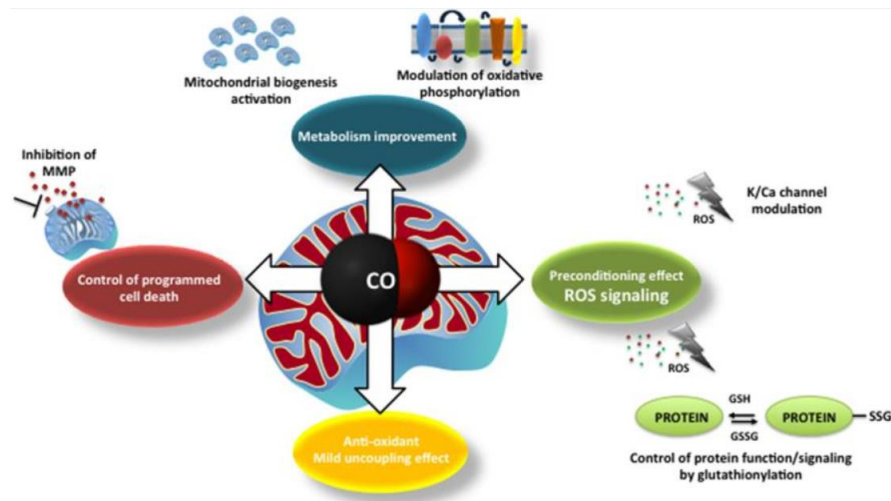 Mitochondrial biogenesis
activation
Modulation of oxidative
phosphorylation
Metabolism improvement
Inhibition of
MMP
ROS
K/Ca channel
modulation
CO
Control of programmed
cell death
Preconditioning effect
ROS signaling
ROS
GSH
PROTEIN
PROTEIN
SSG
GSSG
Anti-oxidant
Mild uncoupling effect
Control of protein function/signaling
by glutathionylation